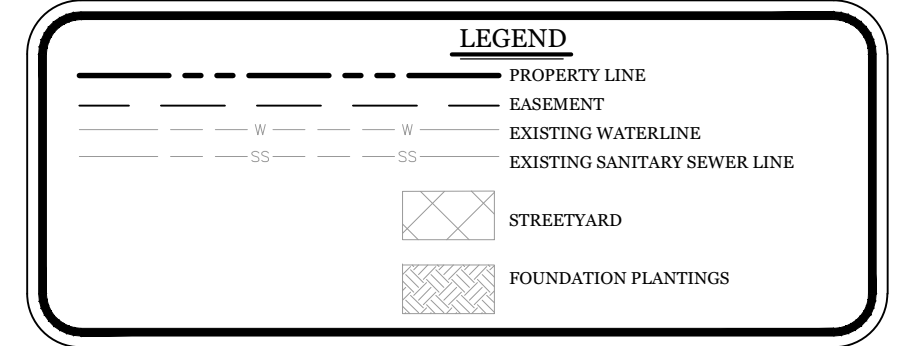 LEGEND
PROPERTY LINE
EASEMENT
W W EXISTING WATERLINE
SS SS EXISTING SANITARY SEWER LINE
STREETYARD
FOUNDATION PLANTINGS